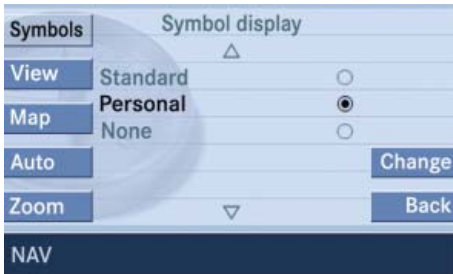 Symbols
Symbol display
View
Standard
Personal
Map
None
Auto
Change
Zoom
Back
NAV